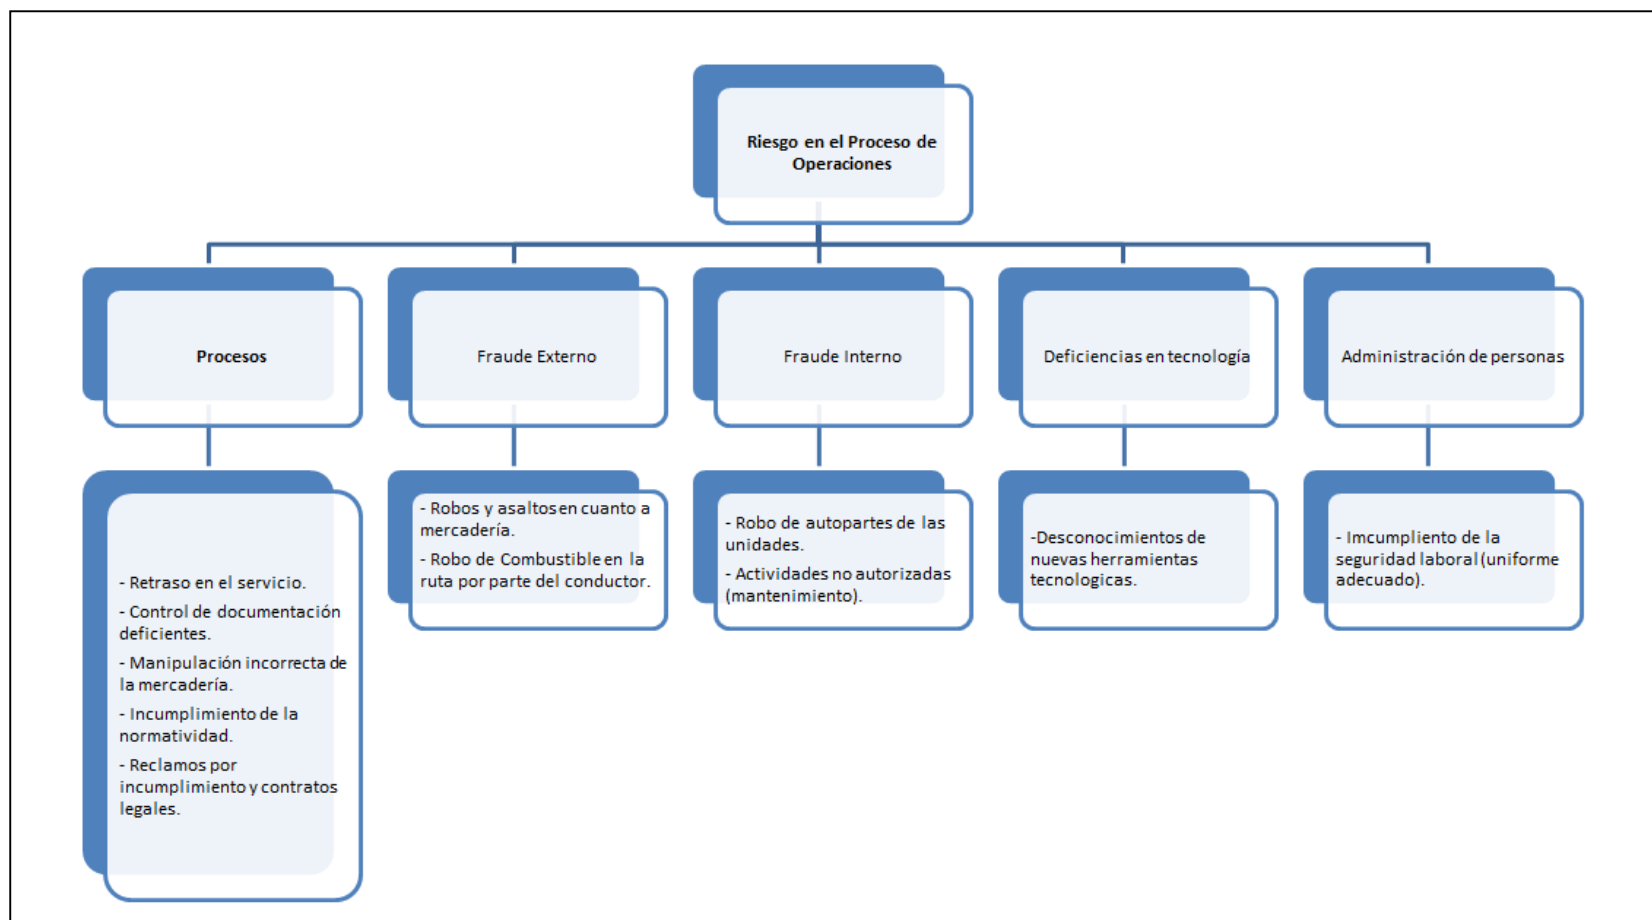 Riesgo en el Proceso de
Operaciones
Procesos
Fraude Externo
Fraude Interno
Deficiencias en tecnología
Administración de personas
- Retraso en el servicio.
- Control de documentación
deficientes.
- Manipulación incorrecta de
la mercadería.
- Incumplimiento de la
normatividad.
- Reclamos por
incumplimiento y contratos
legales.
- Robos y asaltos en cuanto a
mercadería.
- Robo de Combustible en la
ruta por parte del conductor.
- Robo de autopartes de las
unidades.
- Actividades no autorizadas
(mantenimiento).
-Desconocimientos de
nuevas herramientas
tecnologicas.
- Imcumpliento de la
seguridad laboral (uniforme
adecuado).